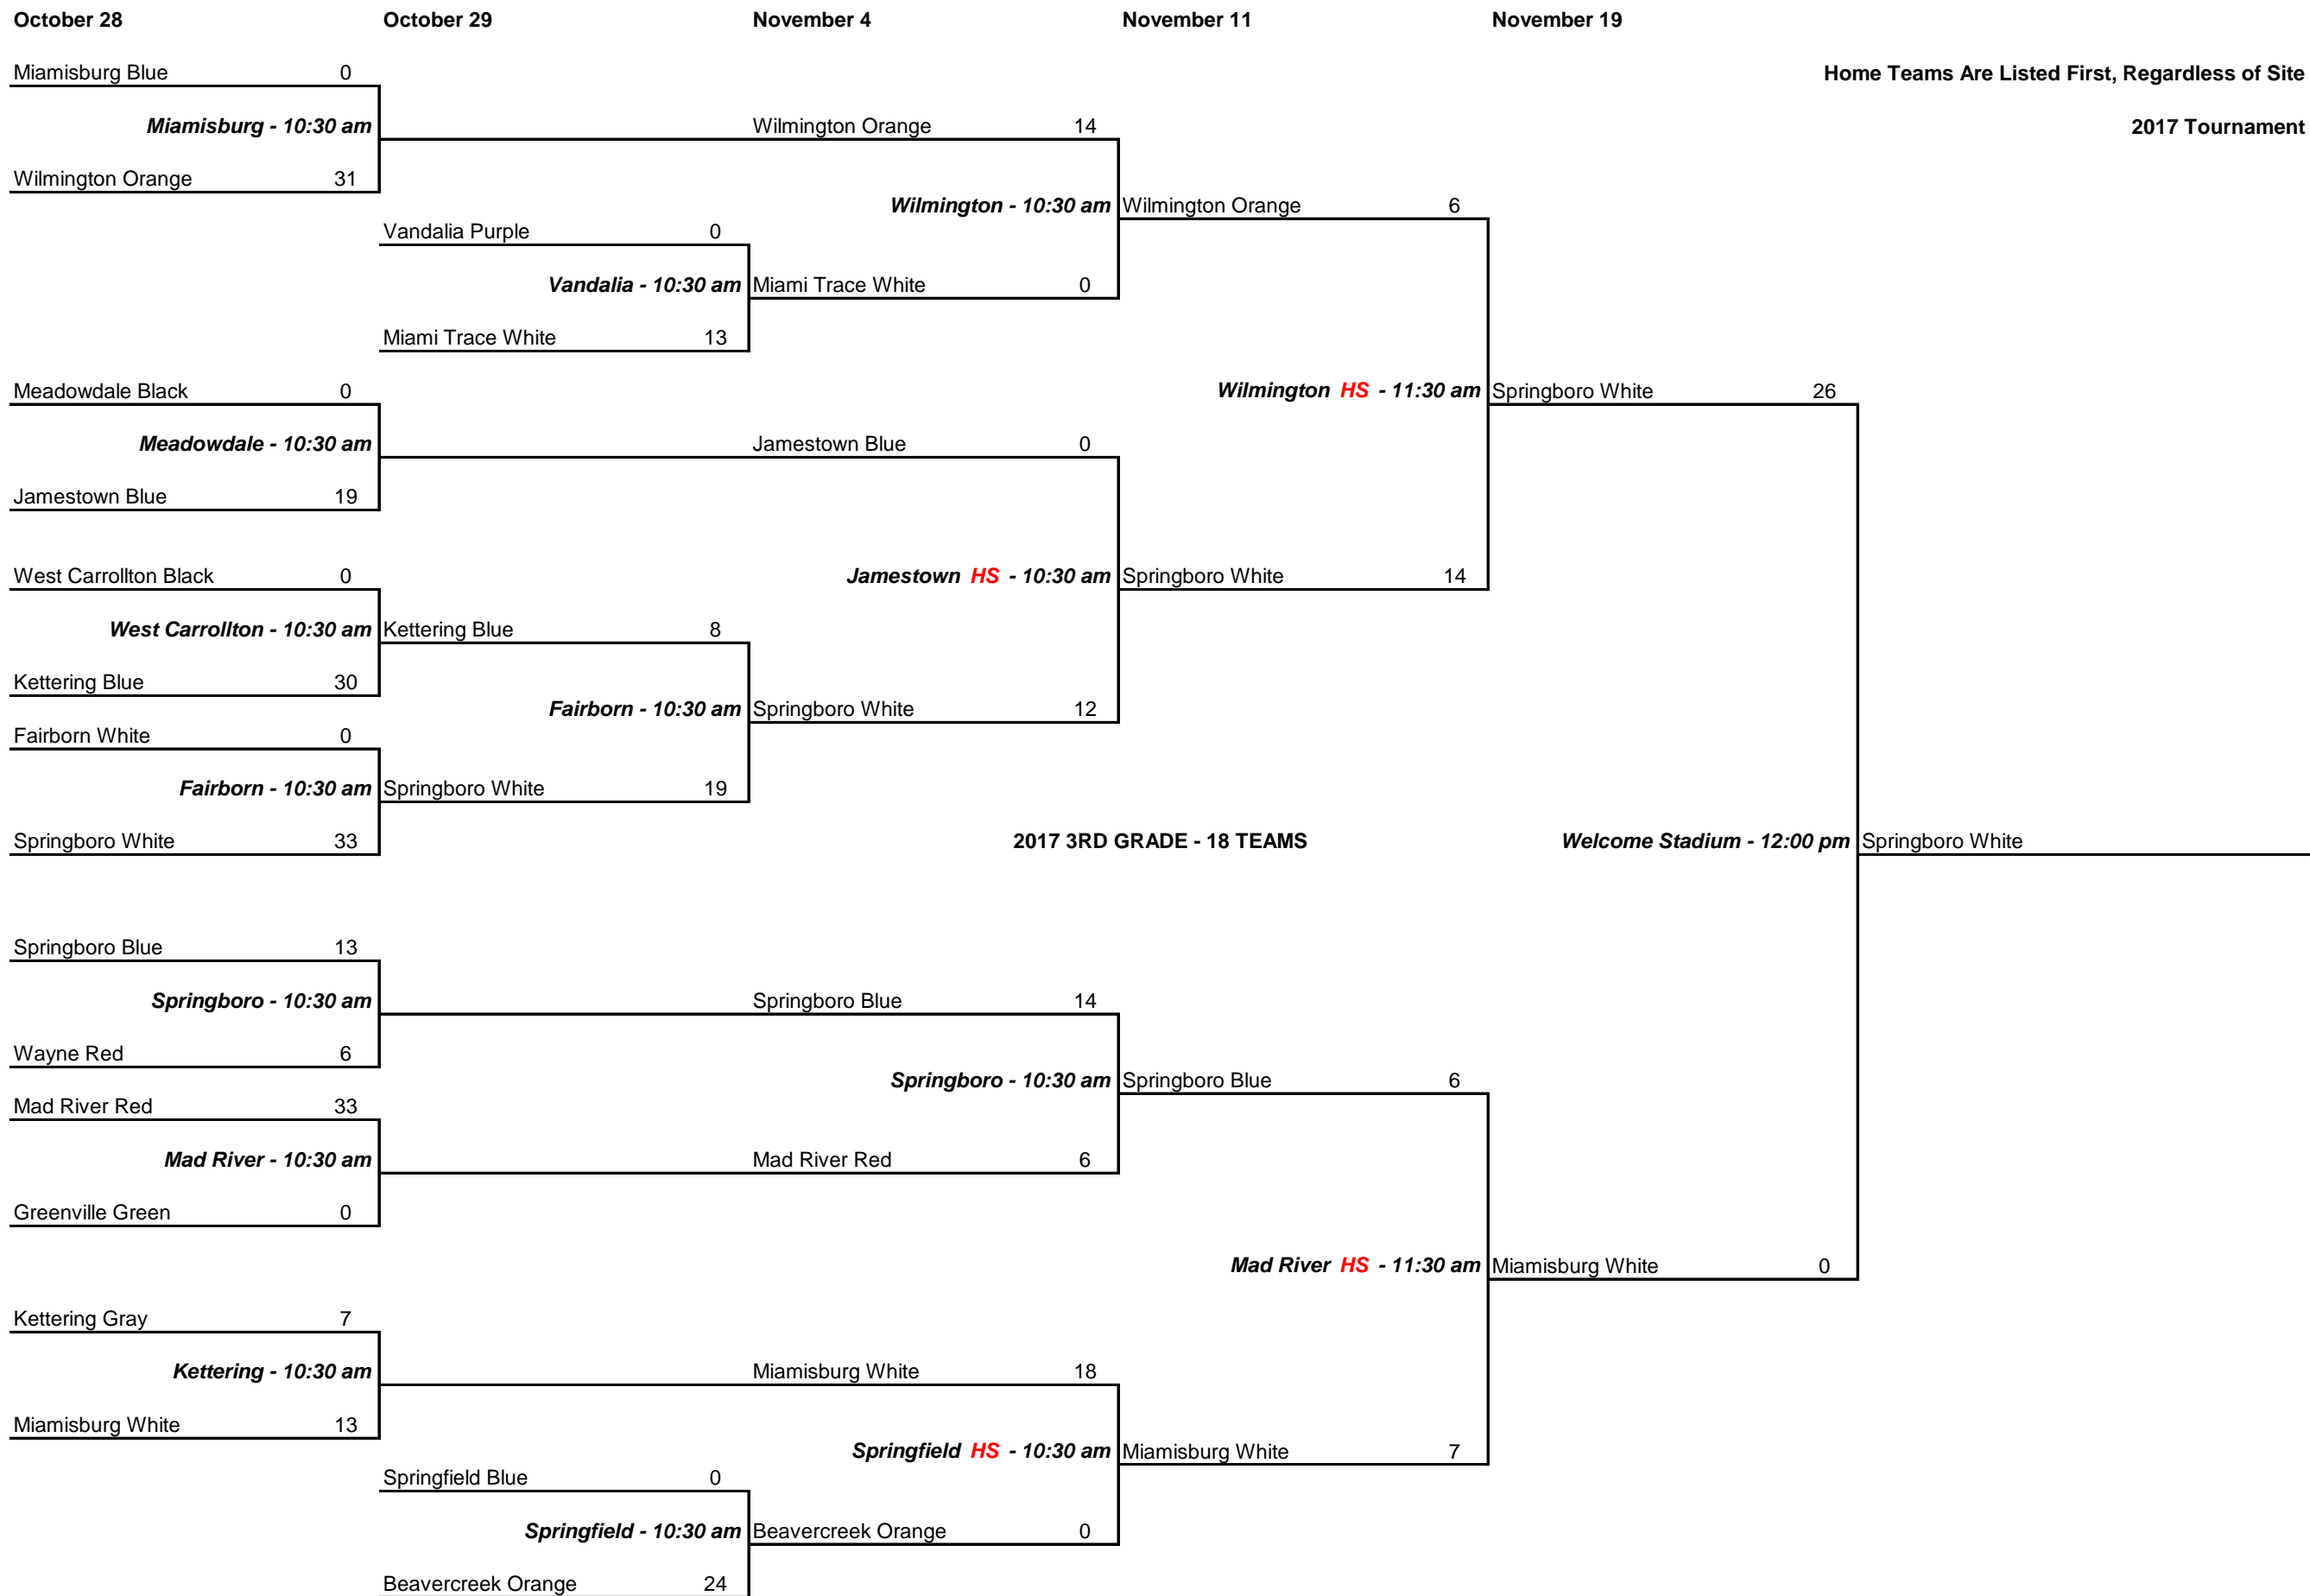 October 28 October 29 November 4 November 11 November 19
Miamisburg Blue 0 Home Teams Are Listed First, Regardless of Site
Miamisburg - 10:30 am Wilmington Orange 14 2017 Tournament
Wilmington Orange 31
Wilmington - 10:30 am Wilmington Orange 6
Vandalia Purple 0
Vandalia - 10:30 am Miami Trace White 0
Miami Trace White 13
Meadowdale Black 0 Wilmington HS - 11:30 am Springboro White 26
Meadowdale - 10:30 am Jamestown Blue 0
Jamestown Blue 19
West Carrollton Black 0 Jamestown HS - 10:30 am Springboro White 14
West Carrollton - 10:30 am Kettering Blue 8
Kettering Blue 30
Fairborn - 10:30 am Springboro White 12
Fairborn White 0
Fairborn - 10:30 am Springboro White 19
Springboro White 33 2017 3RD GRADE - 18 TEAMS Welcome Stadium - 12:00 pm Springboro White
Springboro Blue 13
Springboro - 10:30 am Springboro Blue 14
Wayne Red 6
Springboro - 10:30 am Springboro Blue 6
Mad River Red 33
Mad River - 10:30 am Mad River Red 6
Greenville Green 0
Mad River HS - 11:30 am Miamisburg White 0
Kettering Gray 7
Kettering - 10:30 am Miamisburg White 18
Miamisburg White 13
Springfield HS - 10:30 am Miamisburg White 7
Springfield Blue 0
Springfield - 10:30 am Beavercreek Orange 0
Beavercreek Orange 24